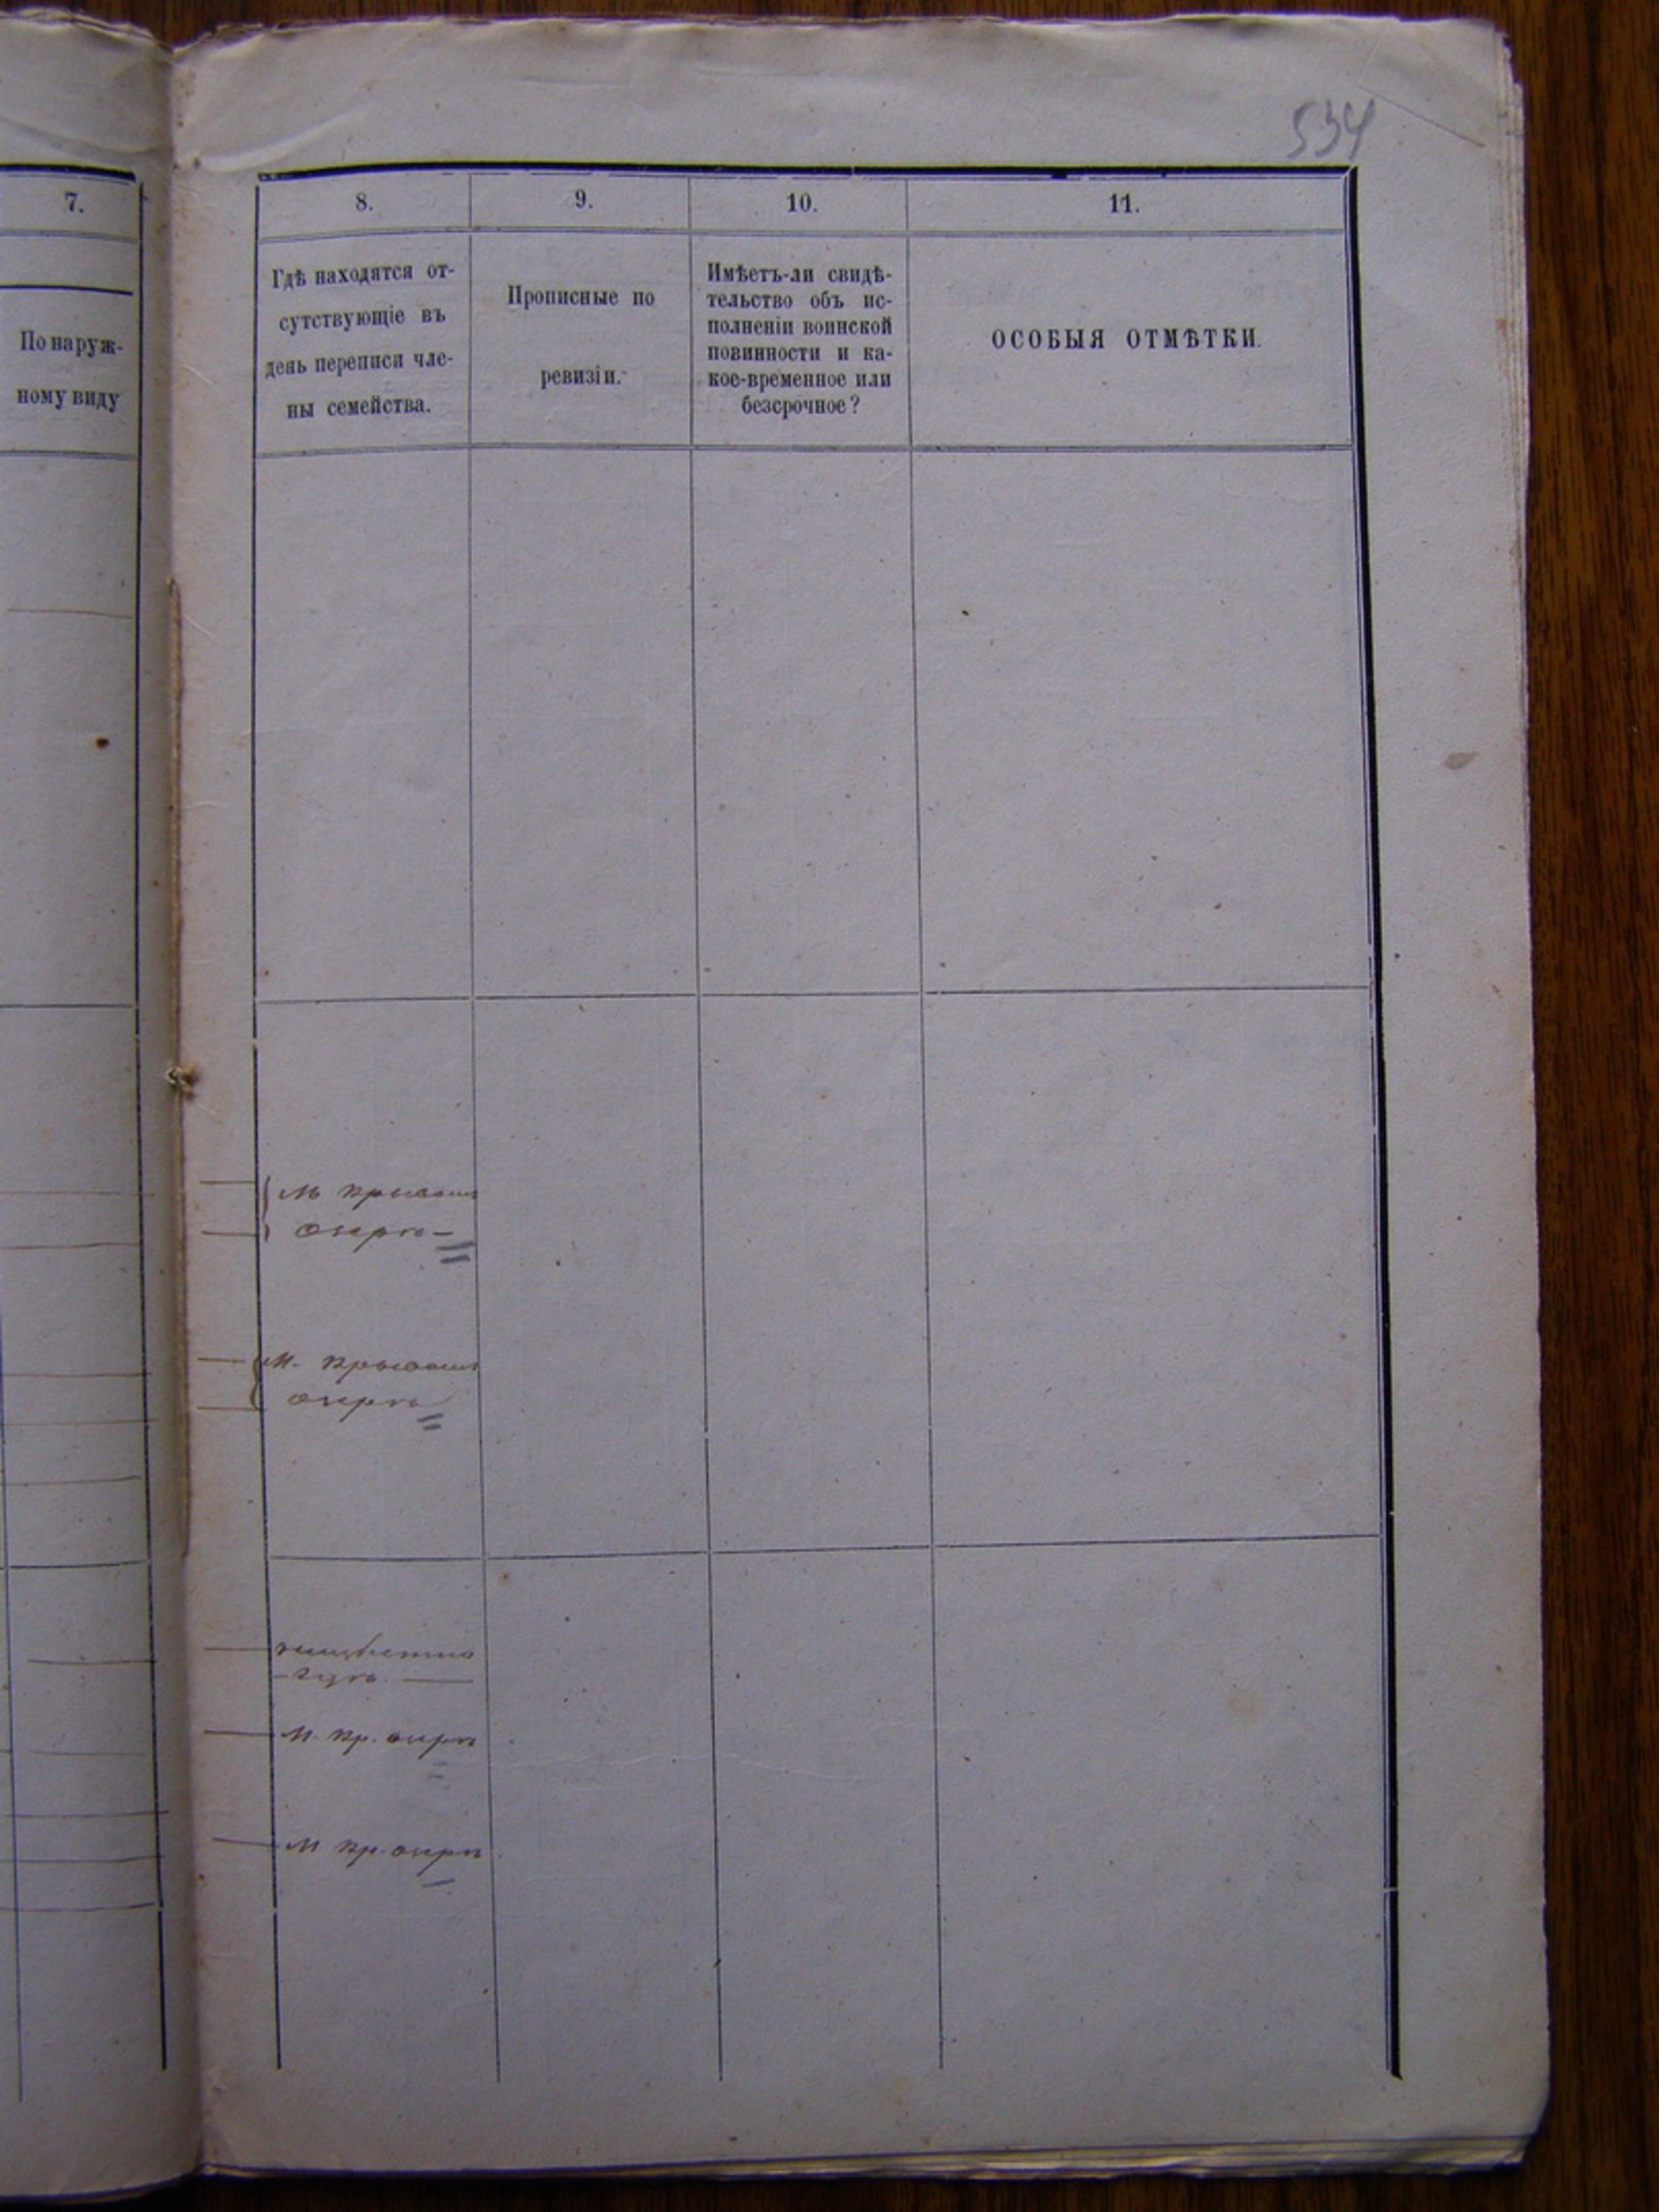 534
7.
По наруж-
ному виду
8.
Гдѣ находятся от-
сутствующіе въ
день переписи чле-
ны семейства.
9.
Прописные по
ревизіи.
10.
Имѣетъ-ли свидѣ-
тельство объ ис-
полненіи воинской
повинности и ка-
кое-временное или
безсрочное?
11.
ОСОБЫЯ ОТМѢТКИ.
М
М.
М. кр.
М кр.